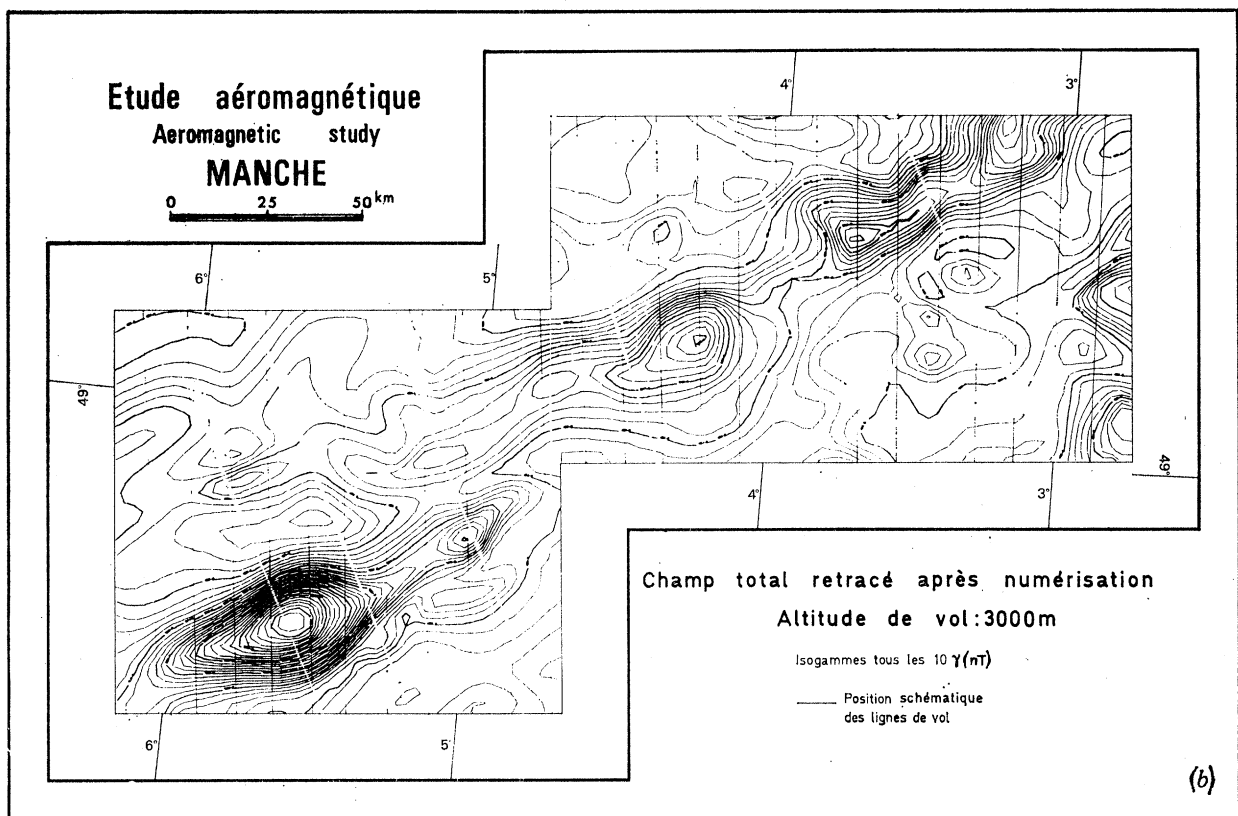 Etude aéromagnétique
Aeromagnetic study
MANCHE
0 25 50 km
4° 3°
6° 5°
49°
49°
4° 3°
6° 5
Champ total retracé après numérisation
Altitude de vol:3000m
Isogammes tous les 10 γ(nT)
Position schématique
des lignes de vol
(b)